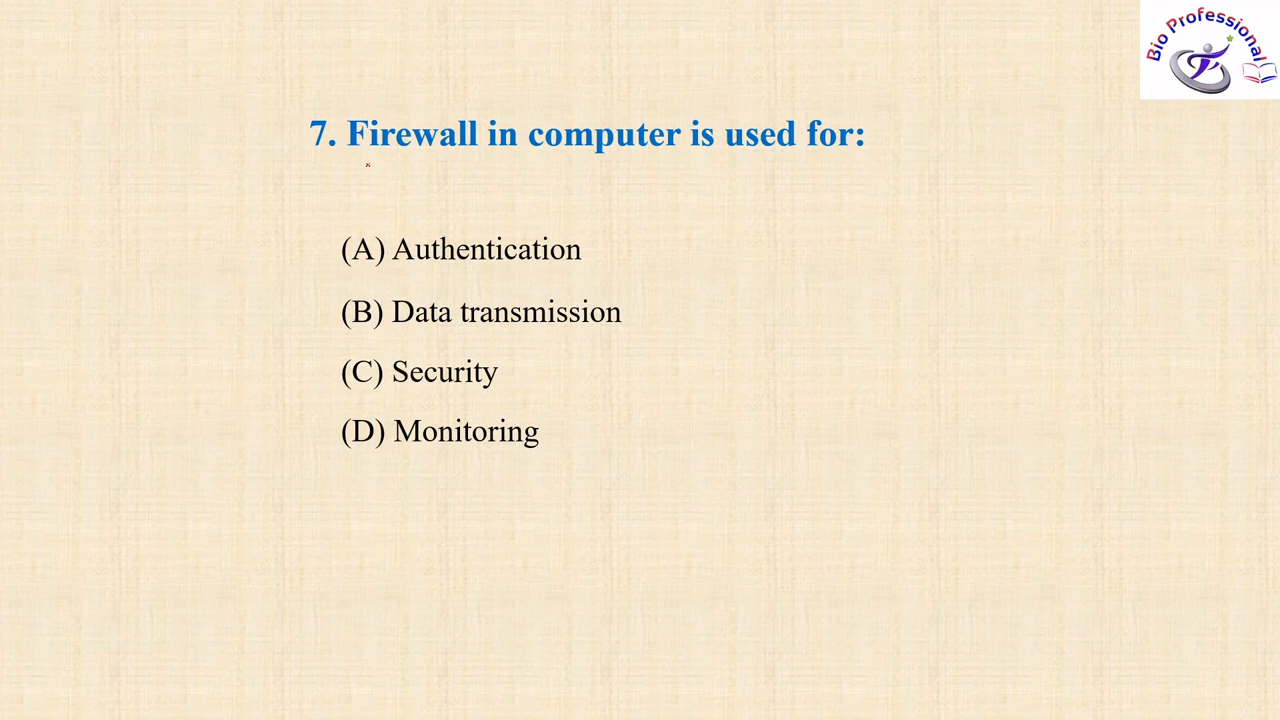 Bio Professional
7. Firewall in computer is used for:
(A) Authentication
(B) Data transmission
(C) Security
(D) Monitoring